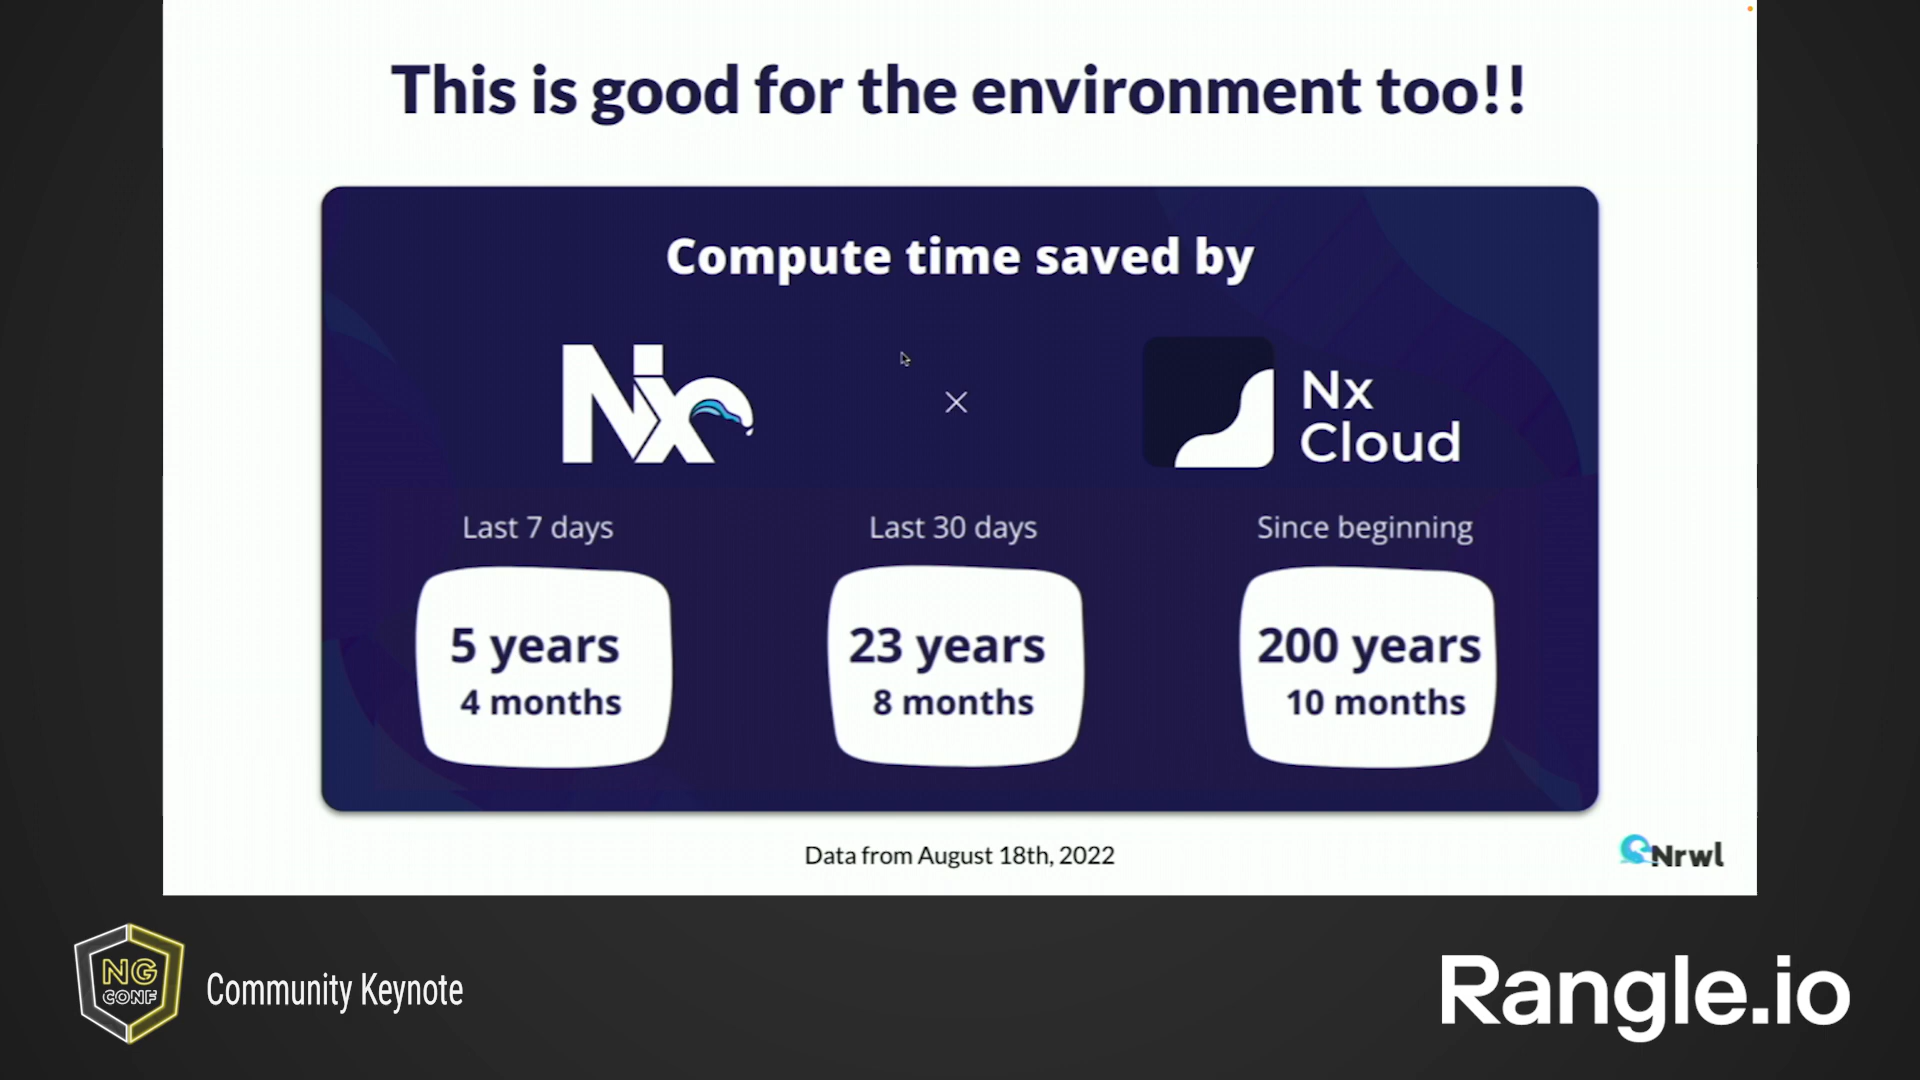 This is good for the environment too!!
Compute time saved by
Nx
Nx
Cloud
Last 7 days
Last 30 days
Since beginning
5 years
4 months
23 years
8 months
200 years
10 months
Data from August 18th, 2022
Nrwl
NG
CONF
Community Keynote
Rangle.io